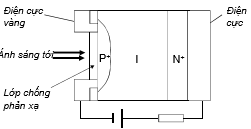 Điện cực
vàng
Điện
cực
Ánh sáng tới
P+
I
N+
Lớp chống
phản xạ